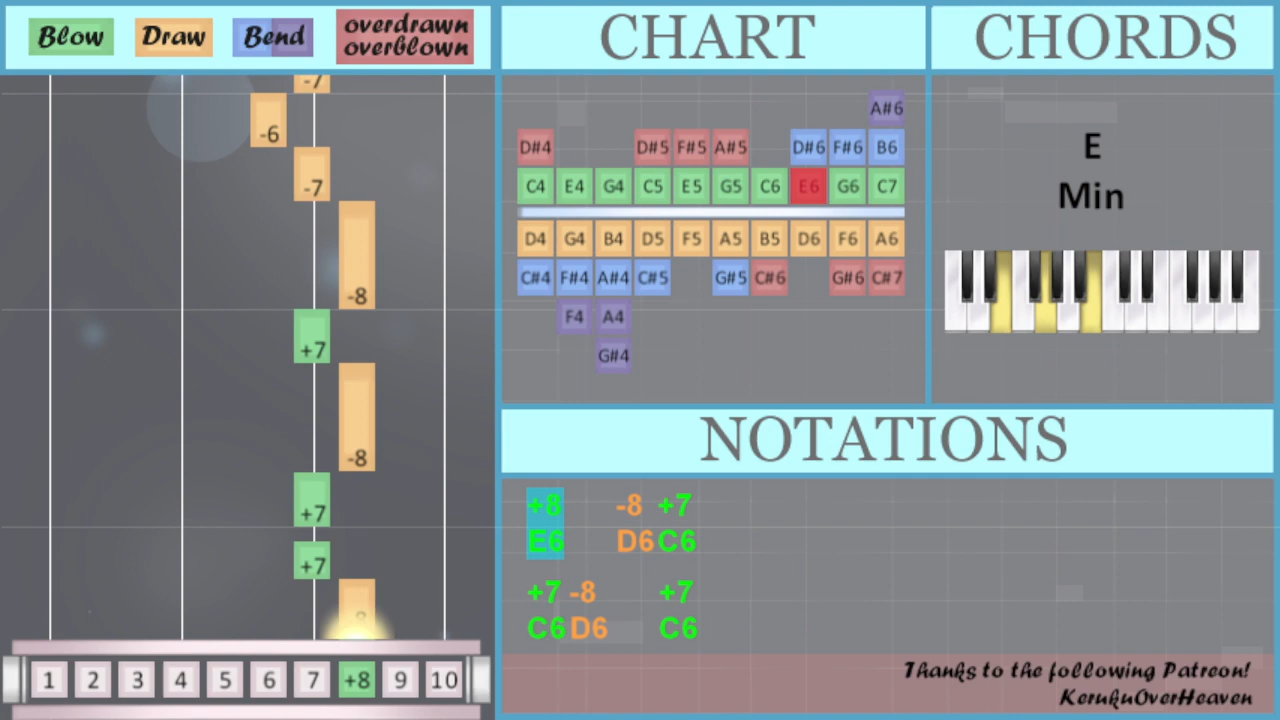 Blow Draw Bend overdrawn
overblown
CHART
CHORDS
-7
-6
-7
-8
+7
-8
+7
+7
1 2 3 4 5 6 7 +8 9 10
A#6
D#4 D#5 F#5 A#5 D#6 F#6 B6
C4 E4 G4 C5 E5 G5 C6 E6 G6 C7
D4 G4 B4 D5 F5 A5 B5 D6 F6 A6
C#4 F#4 A#4 C#5 G#5 C#6 G#6 C#7
F4 A4
G#4
E
Min
NOTATIONS
+8 -8 +7
E6 D6 C6
+7 -8 +7
C6 D6 C6
Thanks to the following Patreon!
KerukuOverHeaven